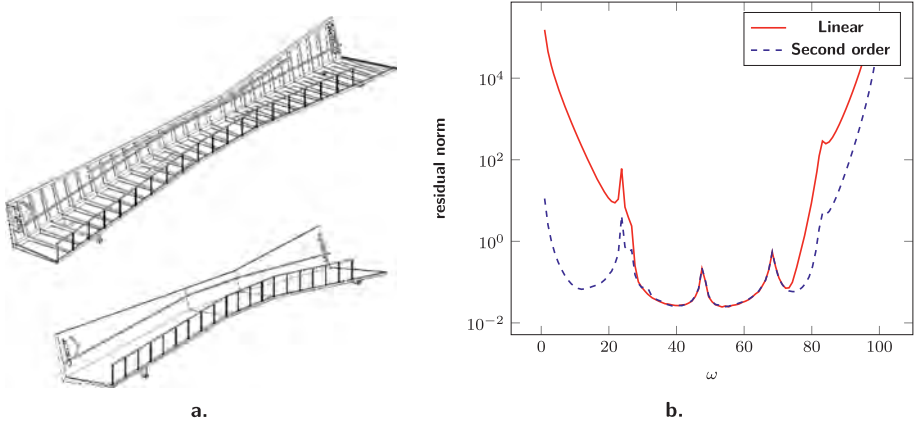 Linear
Second order
10^4
10^2
10^0
10^−2
residual norm
0 20 40 60 80 100
ω
a. b.